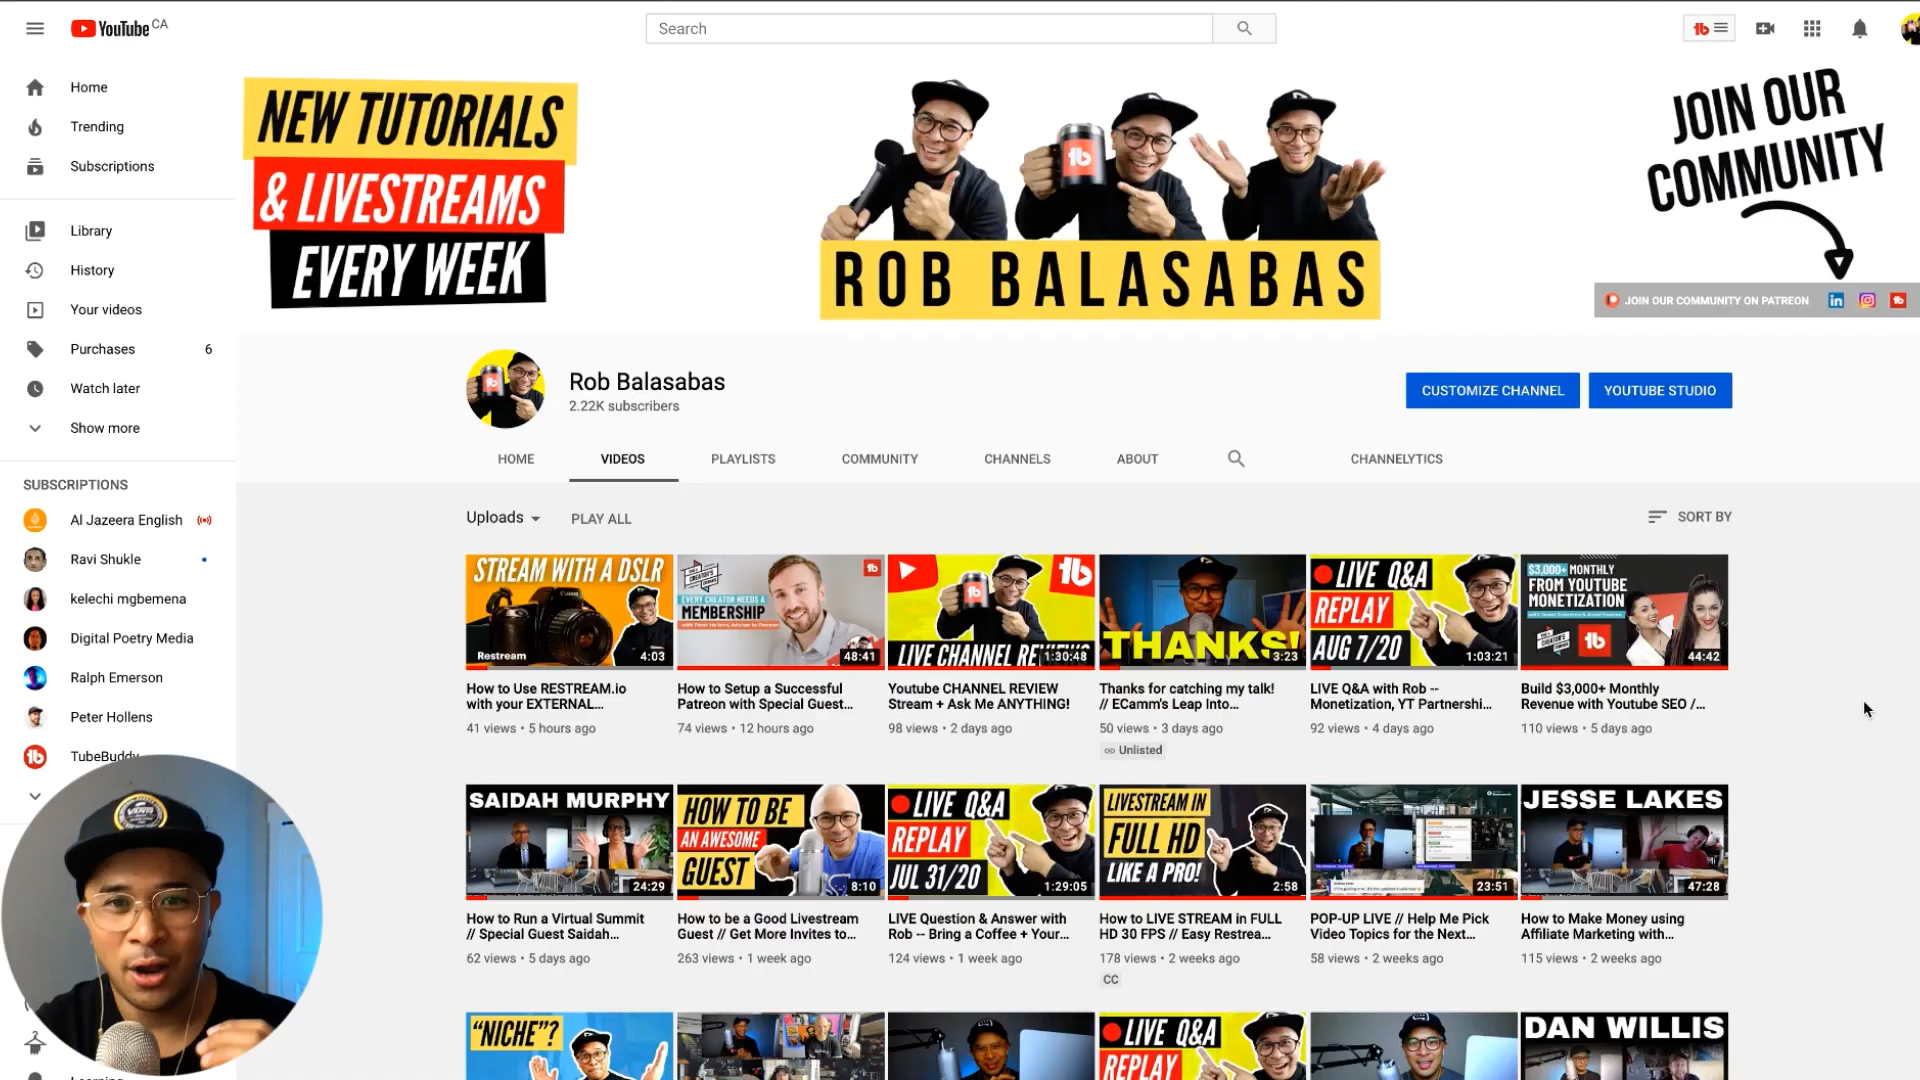 YouTube CA
Search
tb
Home
Trending
Subscriptions
Library
History
Your videos
Purchases 6
Watch later
Show more
SUBSCRIPTIONS
Al Jazeera English
Ravi Shukle
kelechi mgbemena
Digital Poetry Media
Ralph Emerson
Peter Hollens
TubeBuddy
NEW TUTORIALS
& LIVESTREAMS
EVERY WEEK
ROB BALASABAS
JOIN OUR
COMMUNITY
JOIN OUR COMMUNITY ON PATREON
Rob Balasabas
2.22K subscribers
CUSTOMIZE CHANNEL
YOUTUBE STUDIO
HOME VIDEOS PLAYLISTS COMMUNITY CHANNELS ABOUT CHANNELYTICS
Uploads PLAY ALL SORT BY
STREAM WITH A DSLR
Canon
Restream
4:03
How to Use RESTREAM.io
with your EXTERNAL...
41 views • 5 hours ago
EVERY CREATOR NEEDS A
MEMBERSHIP
48:41
How to Setup a Successful
Patreon with Special Guest...
74 views • 12 hours ago
LIVE CHANNEL
1:30:48
Youtube CHANNEL REVIEW
Stream + Ask Me ANYTHING!
98 views • 2 days ago
THANKS!
3:23
Thanks for catching my talk!
// ECamm's Leap Into...
50 views • 3 days ago
Unlisted
LIVE Q&A
REPLAY
AUG 7/20
1:03:21
LIVE Q&A with Rob --
Monetization, YT Partnershi...
92 views • 4 days ago
$3,000+ MONTHLY
FROM YOUTUBE
MONETIZATION
44:42
Build $3,000+ Monthly
Revenue with Youtube SEO /...
110 views • 5 days ago
SAIDAH MURPHY
24:29
How to Run a Virtual Summit
// Special Guest Saidah...
62 views • 5 days ago
HOW TO BE
AN AWESOME
GUEST
8:10
How to be a Good Livestream
Guest // Get More Invites to...
263 views • 1 week ago
LIVE Q&A
REPLAY
JUL 31/20
1:29:05
LIVE Question & Answer with
Rob -- Bring a Coffee + Your...
124 views • 1 week ago
LIVESTREAM IN
FULL HD
LIKE A PRO!
2:58
How to LIVE STREAM in FULL
HD 30 FPS // Easy Restrea...
178 views • 2 weeks ago
CC
23:51
POP-UP LIVE // Help Me Pick
Video Topics for the Next...
58 views • 2 weeks ago
JESSE LAKES
47:28
How to Make Money using
Affiliate Marketing with...
115 views • 2 weeks ago
"NICHE"?
LIVE Q&A
REPLAY
DAN WILLIS